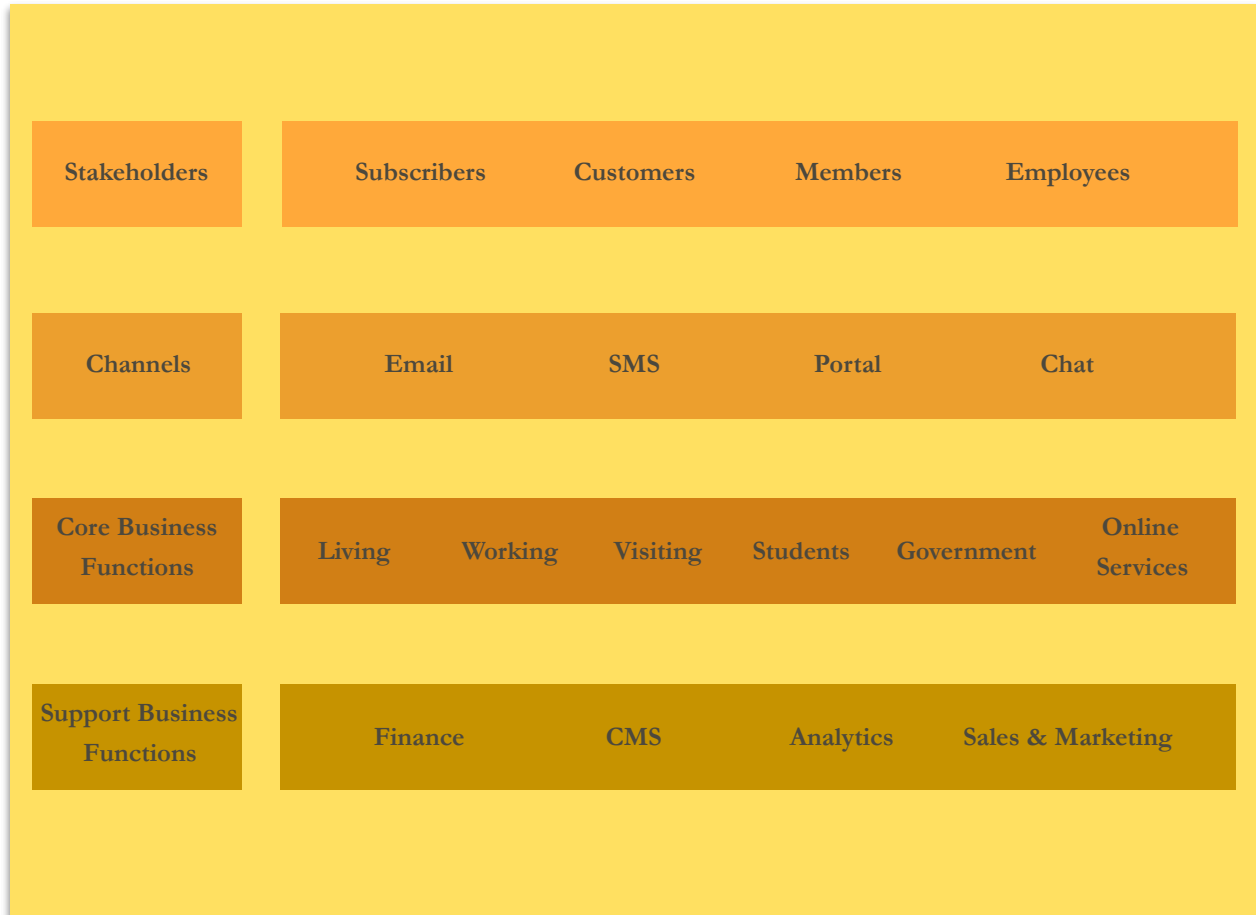 Stakeholders
Subscribers Customers Members Employees
Channels
Email SMS Portal Chat
Core Business
Functions
Living Working Visiting Students Government Online
Services
Support Business
Functions
Finance CMS Analytics Sales & Marketing